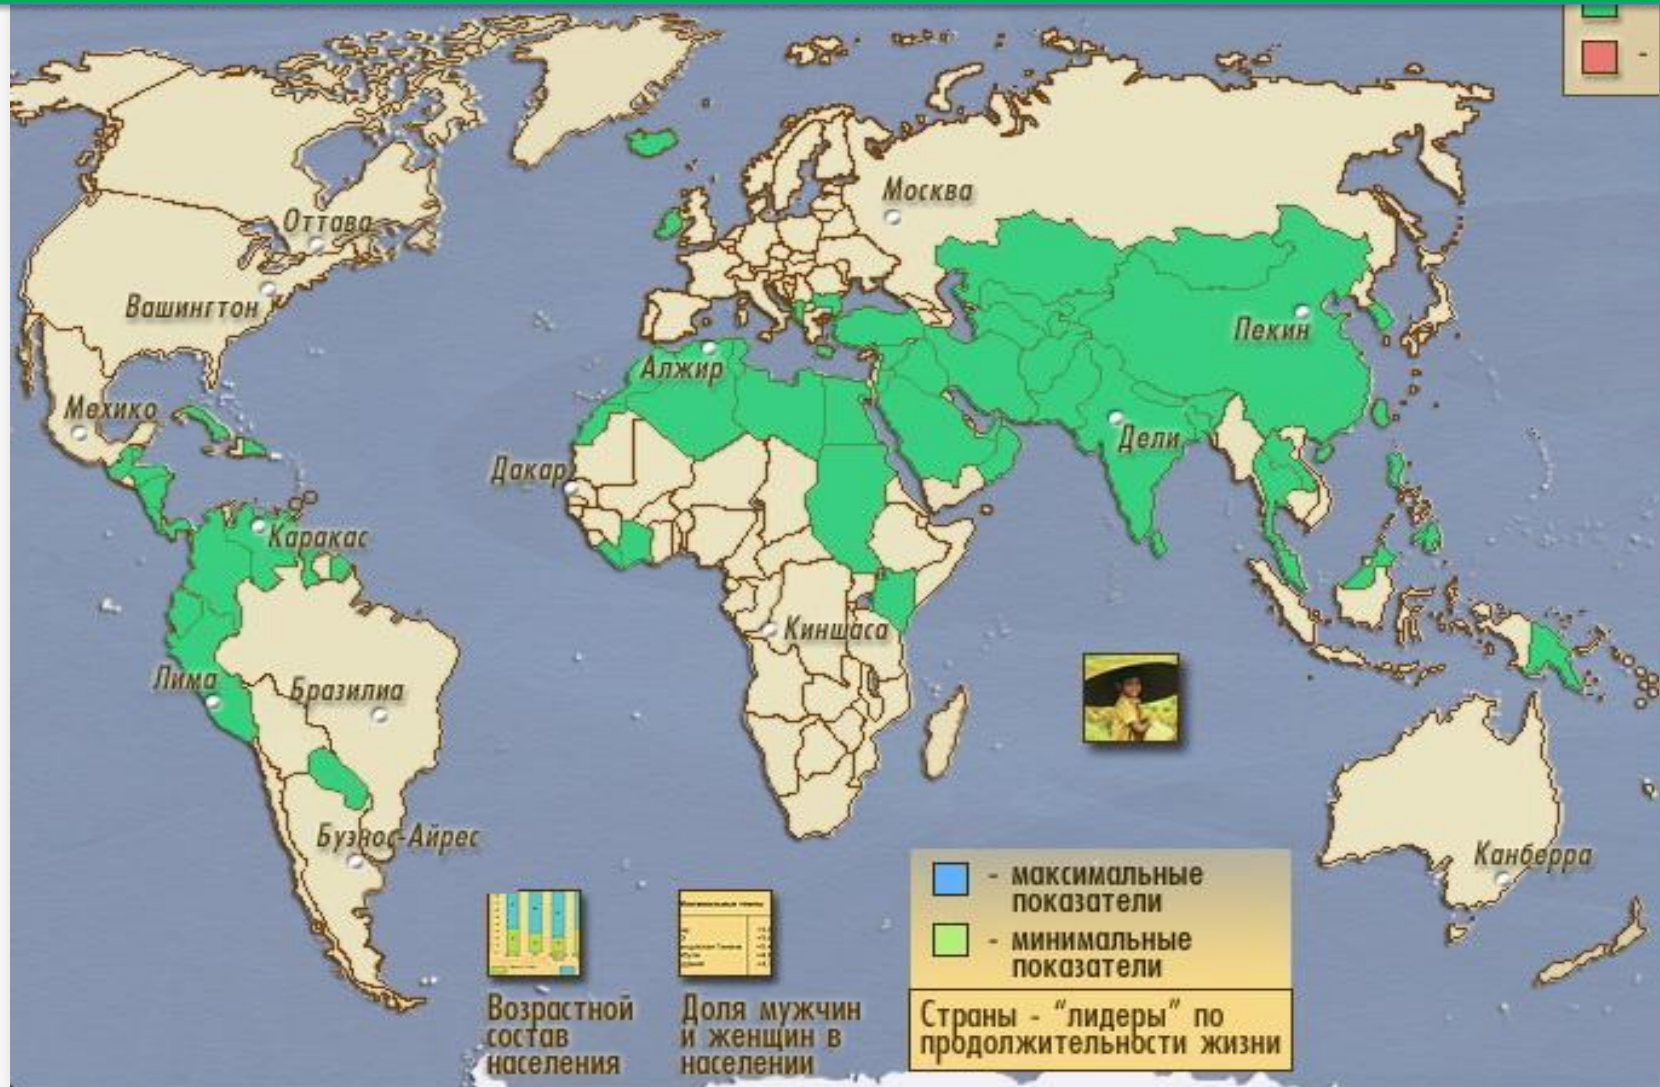 Москва
Оттава
Вашингтон
Пекин
Алжир
Мехико
Дели
Дакар
Каракас
Киншаса
Лима
Бразилиа
Буэнос-Айрес
Канберра
- максимальные
показатели
- минимальные
показатели
Страны - "лидеры" по
продолжительности жизни
Возрастной
состав
населения
Доля мужчин
и женщин в
населении